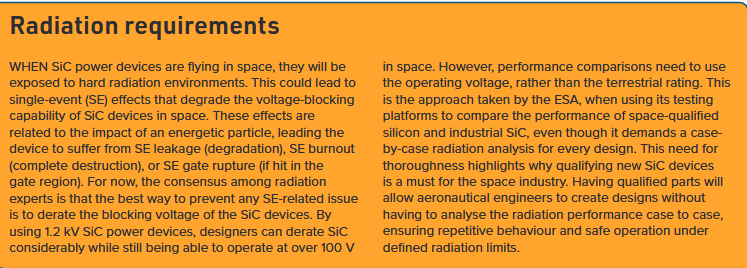 Radiation requirements
WHEN SiC power devices are flying in space, they will be
exposed to hard radiation environments. This could lead to
single-event (SE) effects that degrade the voltage-blocking
capability of SiC devices in space. These effects are
related to the impact of an energetic particle, leading the
device to suffer from SE leakage (degradation), SE burnout
(complete destruction), or SE gate rupture (if hit in the
gate region). For now, the consensus among radiation
experts is that the best way to prevent any SE-related issue
is to derate the blocking voltage of the SiC devices. By
using 1.2 kV SiC power devices, designers can derate SiC
considerably while still being able to operate at over 100 V
in space. However, performance comparisons need to use
the operating voltage, rather than the terrestrial rating. This
is the approach taken by the ESA, when using its testing
platforms to compare the performance of space-qualified
silicon and industrial SiC, even though it demands a case-
by-case radiation analysis for every design. This need for
thoroughness highlights why qualifying new SiC devices
is a must for the space industry. Having qualified parts will
allow aeronautical engineers to create designs without
having to analyse the radiation performance case to case,
ensuring repetitive behaviour and safe operation under
defined radiation limits.